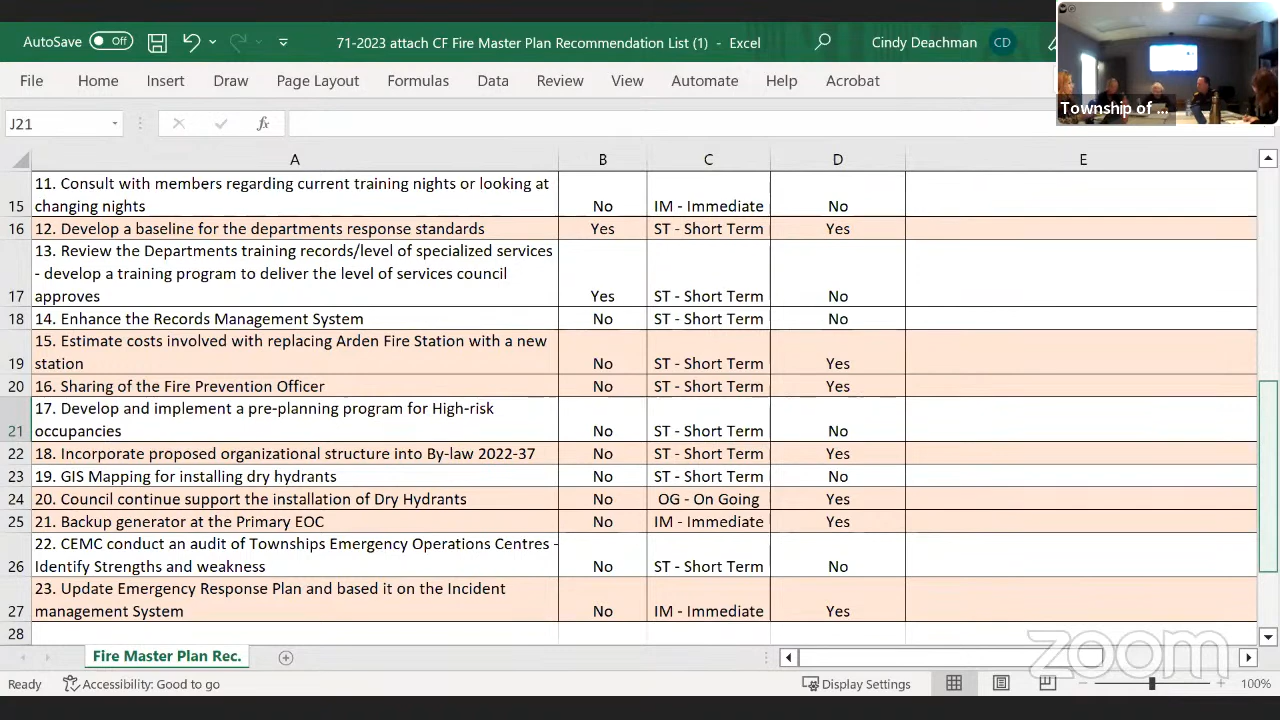 AutoSave Off 71-2023 attach CF Fire Master Plan Recommendation List (1) - Excel Cindy Deachman CD
File Home Insert Draw Page Layout Formulas Data Review View Automate Help Acrobat
Township of ...
J21 fx
A B C D E
11. Consult with members regarding current training nights or looking at
15 changing nights No IM - Immediate No
16 12. Develop a baseline for the departments response standards Yes ST - Short Term Yes
13. Review the Departments training records/level of specialized services
- develop a training program to deliver the level of services council
17 approves Yes ST - Short Term No
18 14. Enhance the Records Management System No ST - Short Term No
15. Estimate costs involved with replacing Arden Fire Station with a new
19 station No ST - Short Term Yes
20 16. Sharing of the Fire Prevention Officer No ST - Short Term Yes
17. Develop and implement a pre-planning program for High-risk
21 occupancies No ST - Short Term No
22 18. Incorporate proposed organizational structure into By-law 2022-37 No ST - Short Term Yes
23 19. GIS Mapping for installing dry hydrants No ST - Short Term No
24 20. Council continue support the installation of Dry Hydrants No OG - On Going Yes
25 21. Backup generator at the Primary EOC No IM - Immediate Yes
22. CEMC conduct an audit of Townships Emergency Operations Centres -
26 Identify Strengths and weakness No ST - Short Term No
23. Update Emergency Response Plan and based it on the Incident
27 management System No IM - Immediate Yes
28
zoom
Fire Master Plan Rec.
Ready Accessibility: Good to go Display Settings 100%